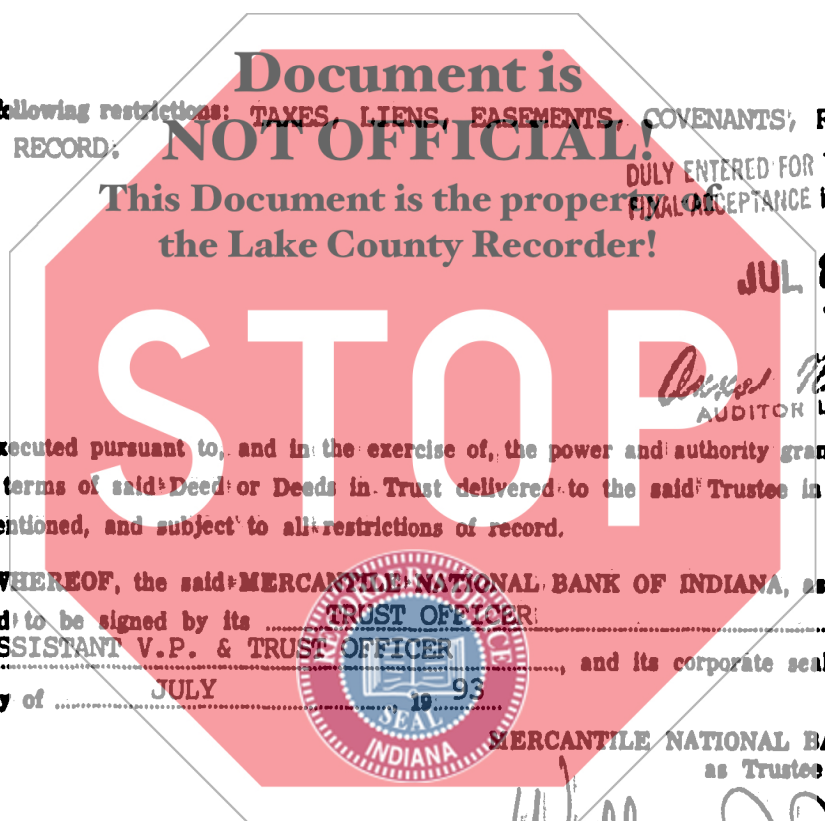 Document is
following restrictions: TAXES, LIENS, EASEMENTS, COVENANTS,
RECORD;
NOT OFFICIAL!
DULY ENTERED FOR
This Document is the property of
FINAL ACCEPTANCE
the Lake County Recorder!
JUL
STOP
AUDITOR
xecuted pursuant to, and in the exercise of, the power and authority gran
terms of said Deed or Deeds in Trust delivered to the said Trustee in
entioned, and subject to all restrictions of record.
WHEREOF, the said MERCANTILE NATIONAL BANK OF INDIANA, as
d to be signed by its TRUST OFFICER
SSISTANT V.P. & TRUST OFFICER, and its corporate seal
y of JULY, 19 93
SEAL
INDIANA
MERCANTILE NATIONAL BA
as Trustee